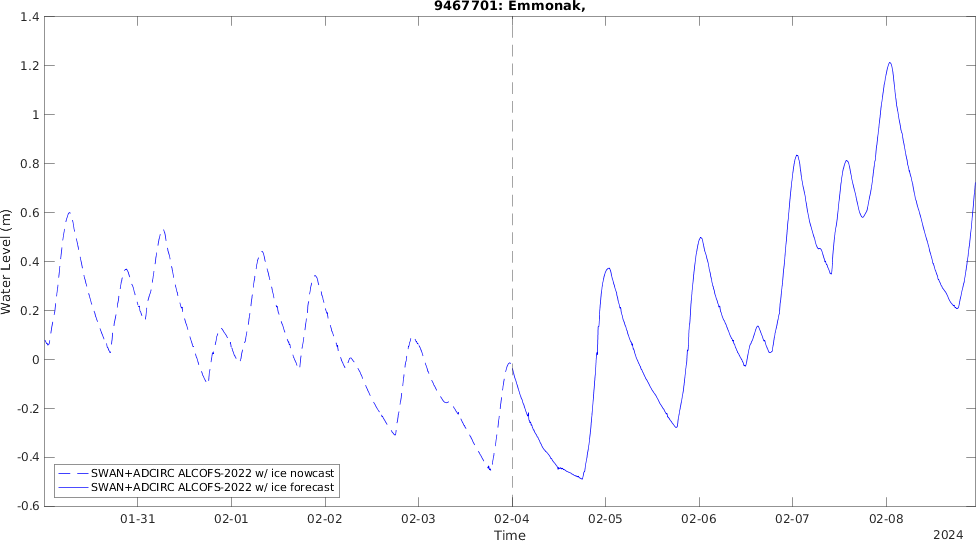 9467701: Emmonak,
1.4
1.2
1
0.8
0.6
0.4
0.2
0
-0.2
-0.4
-0.6
Water Level (m)
SWAN+ADCIRC ALCOFS-2022 w/ ice nowcast
SWAN+ADCIRC ALCOFS-2022 w/ ice forecast
01-31 02-01 02-02 02-03 02-04 02-05 02-06 02-07 02-08
Time
2024